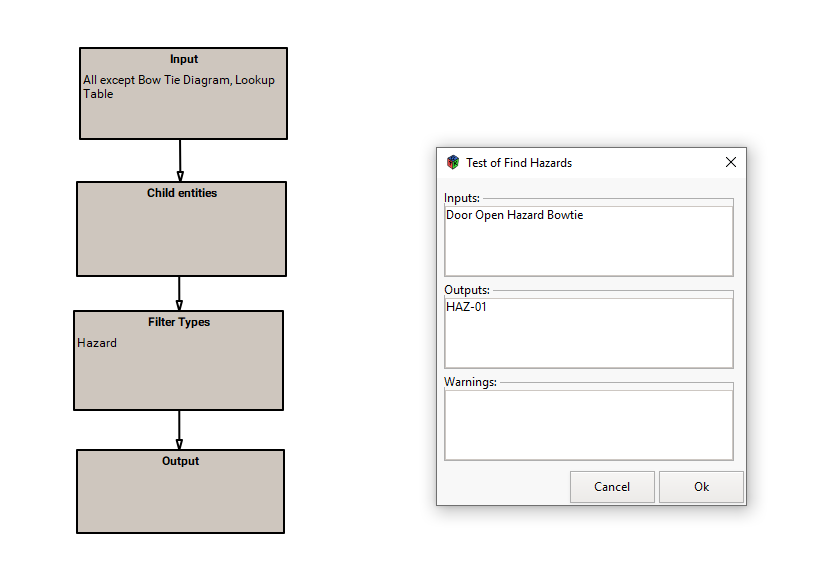 Input
All except Bow Tie Diagram, Lookup
Table
Child entities
Filter Types
Hazard
Output
Test of Find Hazards
Inputs:
Door Open Hazard Bowtie
Outputs:
HAZ-01
Warnings:
Cancel
Ok